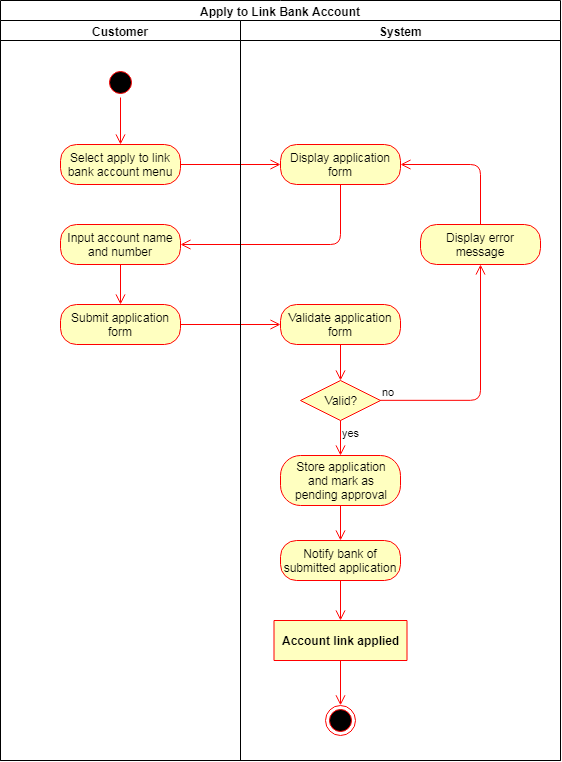 Apply to Link Bank Account
Customer
System
Select apply to link
bank account menu
Display application
form
Input account name
and number
Display error
message
Submit application
form
Validate application
form
Valid?
no
yes
Store application
and mark as
pending approval
Notify bank of
submitted application
Account link applied